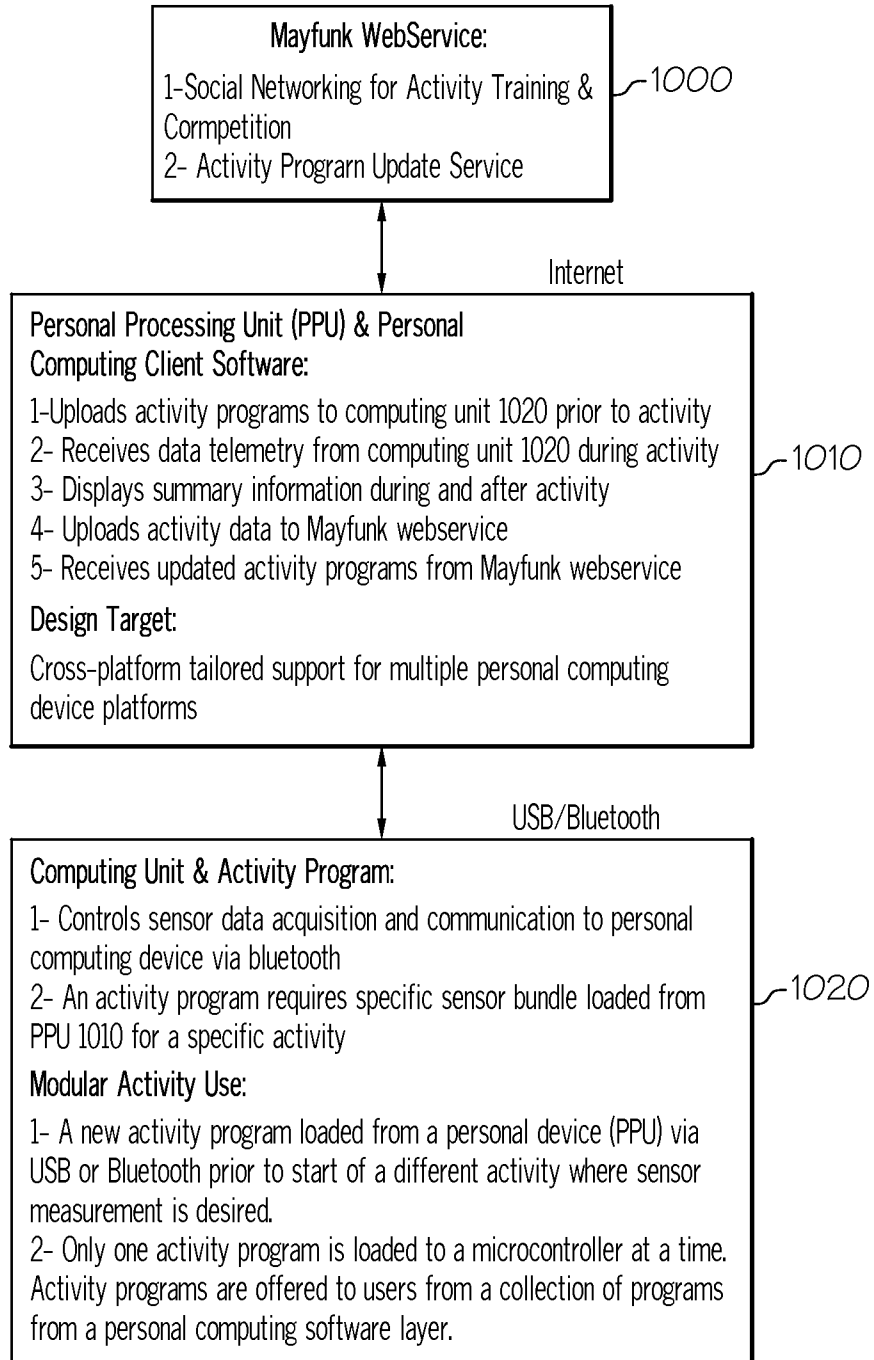 Mayfunk WebService:
1-Social Networking for Activity Training &
Cormpetition
2- Activity Prograrn Update Service
1000
Internet
Personal Processing Unit (PPU) & Personal
Computing Client Software:
1-Uploads activity programs to computing unit 1020 prior to activity
2- Receives data telemetry from computing unit 1020 during activity
3- Displays summary information during and after activity
4- Uploads activity data to Mayfunk webservice
5- Receives updated activity programs from Mayfunk webservice
Design Target:
Cross-platform tailored support for multiple personal computing
device platforms
1010
USB/Bluetooth
Computing Unit & Activity Program:
1- Controls sensor data acquisition and communication to personal
computing device via bluetooth
2- An activity program requires specific sensor bundle loaded from
PPU 1010 for a specific activity
Modular Activity Use:
1- A new activity program loaded from a personal device (PPU) via
USB or Bluetooth prior to start of a different activity where sensor
measurement is desired.
2- Only one activity program is loaded to a microcontroller at a time.
Activity programs are offered to users from a collection of programs
from a personal computing software layer.
1020